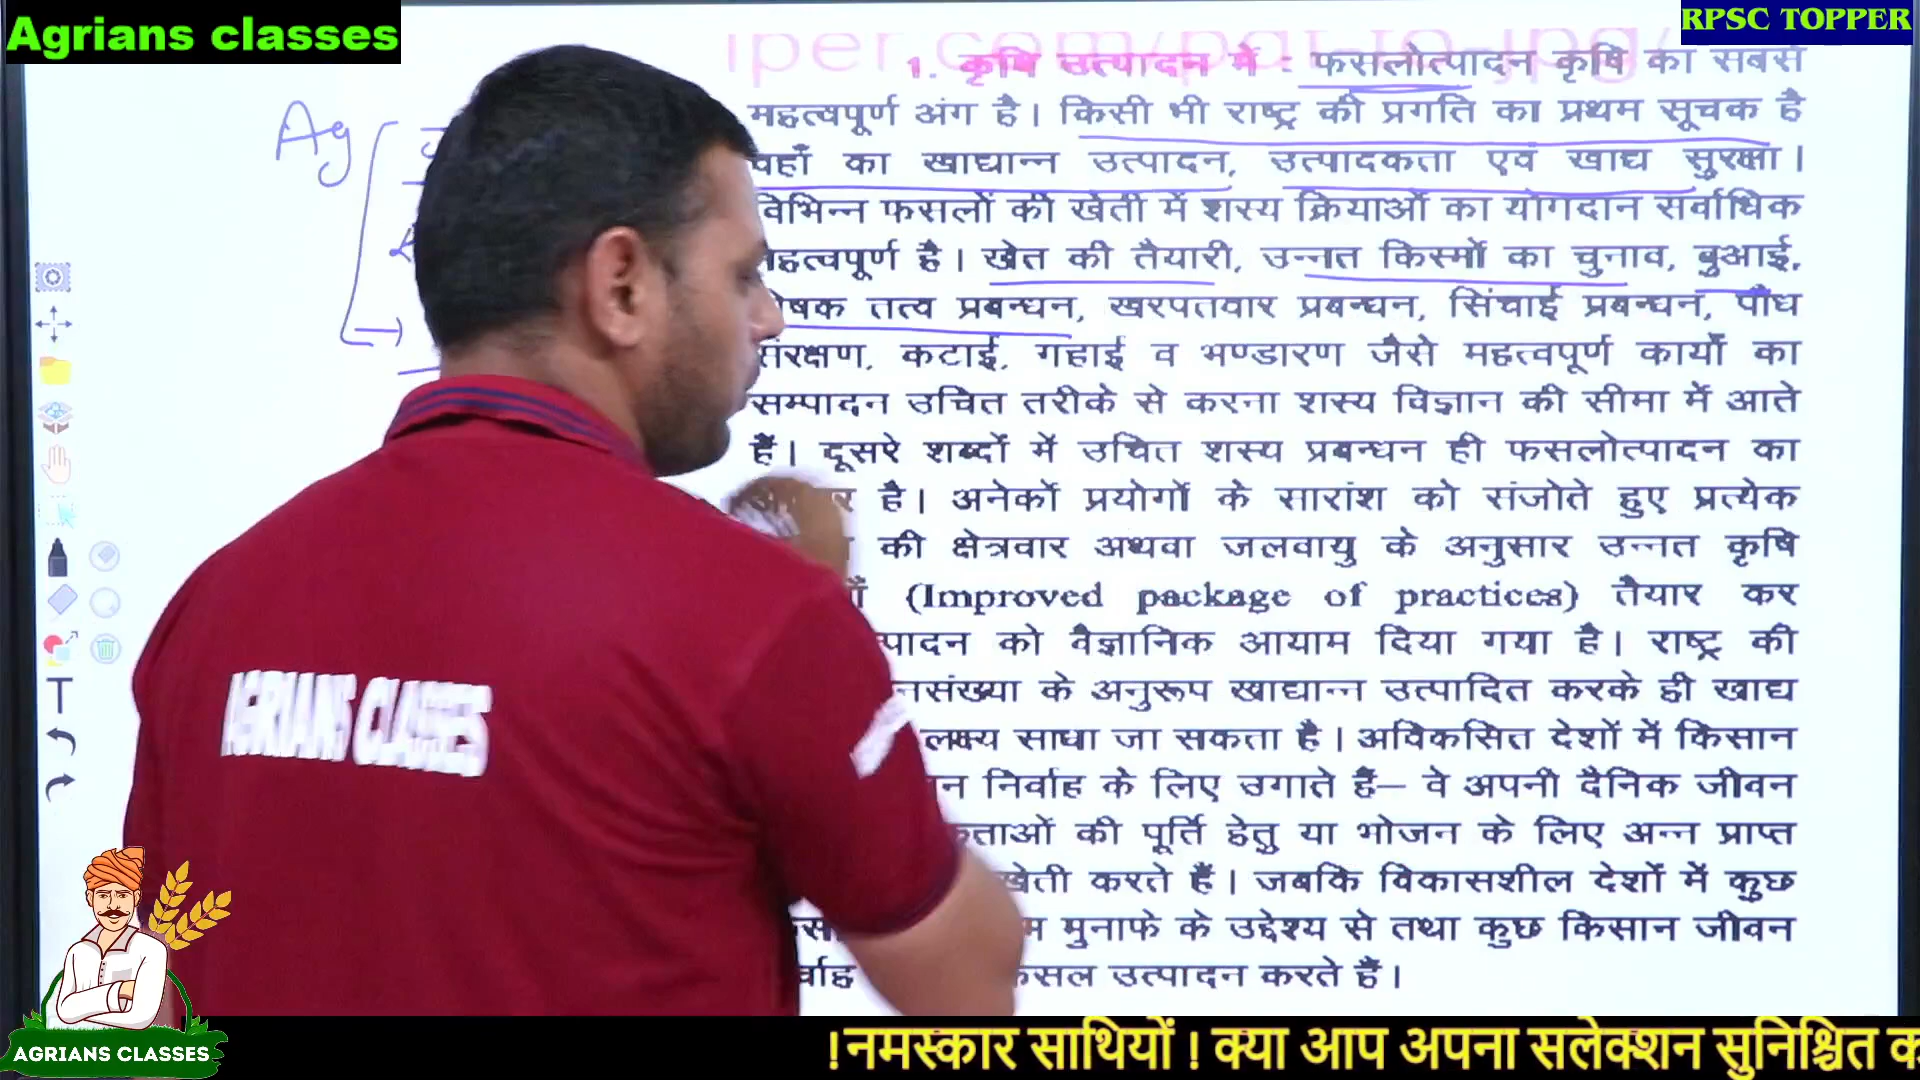 Agrians classes
RPSC TOPPER
1. कृषि उत्पादन में : फसलोत्पादन कृषि का सबसे
महत्वपूर्ण अंग है। किसी भी राष्ट्र की प्रगति का प्रथम सूचक है
वहाँ का खाद्यान्न उत्पादन, उत्पादकता एवं खाद्य सुरक्षा।
विभिन्न फसलों की खेती में शस्य क्रियाओं का योगदान सर्वाधिक
महत्वपूर्ण है। खेत की तैयारी, उन्नत किस्मों का चुनाव, बुआई,
षक तत्व प्रबन्धन, खरपतवार प्रबन्धन, सिंचाई प्रबन्धन, पौध
संरक्षण, कटाई, गहाई व भण्डारण जैसे महत्वपूर्ण कार्यों का
सम्पादन उचित तरीके से करना शस्य विज्ञान की सीमा में आते
हैं। दूसरे शब्दों में उचित शस्य प्रबन्धन ही फसलोत्पादन का
है। अनेकों प्रयोगों के सारांश को संजोते हुए प्रत्येक
की क्षेत्रवार अथवा जलवायु के अनुसार उन्नत कृषि
(Improved package of practices) तैयार कर
पादन को वैज्ञानिक आयाम दिया गया है। राष्ट्र की
नसंख्या के अनुरूप खाद्यान्न उत्पादित करके ही खाद्य
लक्ष्य साधा जा सकता है। अविकसित देशों में किसान
न निर्वाह के लिए उगाते हैं– वे अपनी दैनिक जीवन
कताओं की पूर्ति हेतु या भोजन के लिए अन्न प्राप्त
खेती करते हैं। जबकि विकासशील देशों में कुछ
मुनाफे के उद्देश्य से तथा कुछ किसान जीवन
र्वाह फसल उत्पादन करते हैं।
Ag
T
AGRIANS CLASSES
AGRIANS CLASSES
!नमस्कार साथियों ! क्या आप अपना सलेक्शन सुनिश्चित क